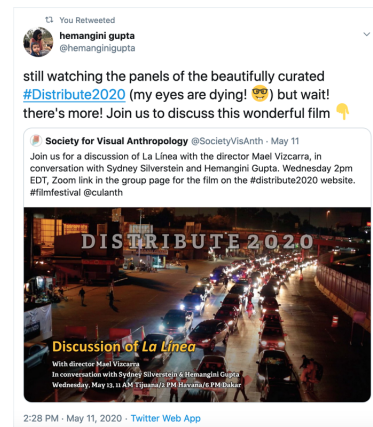 You Retweeted
hemangini gupta
@hemanginigupta
still watching the panels of the beautifully curated
#Distribute2020 (my eyes are dying! 🤓) but wait!
there's more! Join us to discuss this wonderful film 👇
Society for Visual Anthropology @SocietyVisAnth · May 11
Join us for a discussion of La Línea with the director Mael Vizcarra, in
conversation with Sydney Silverstein and Hemangini Gupta. Wednesday 2pm
EDT, Zoom link in the group page for the film on the #distribute2020 website.
#filmfestival @culanth
DISTRIBUTE 2020
Discussion of La Línea
With director Mael Vizcarra
In conversation with Sydney Silverstein & Hemangini Gupta
Wednesday, May 13, 11 AM Tijuana/2 PM Havana/6 PM Dakar
2:28 PM · May 11, 2020 · Twitter Web App